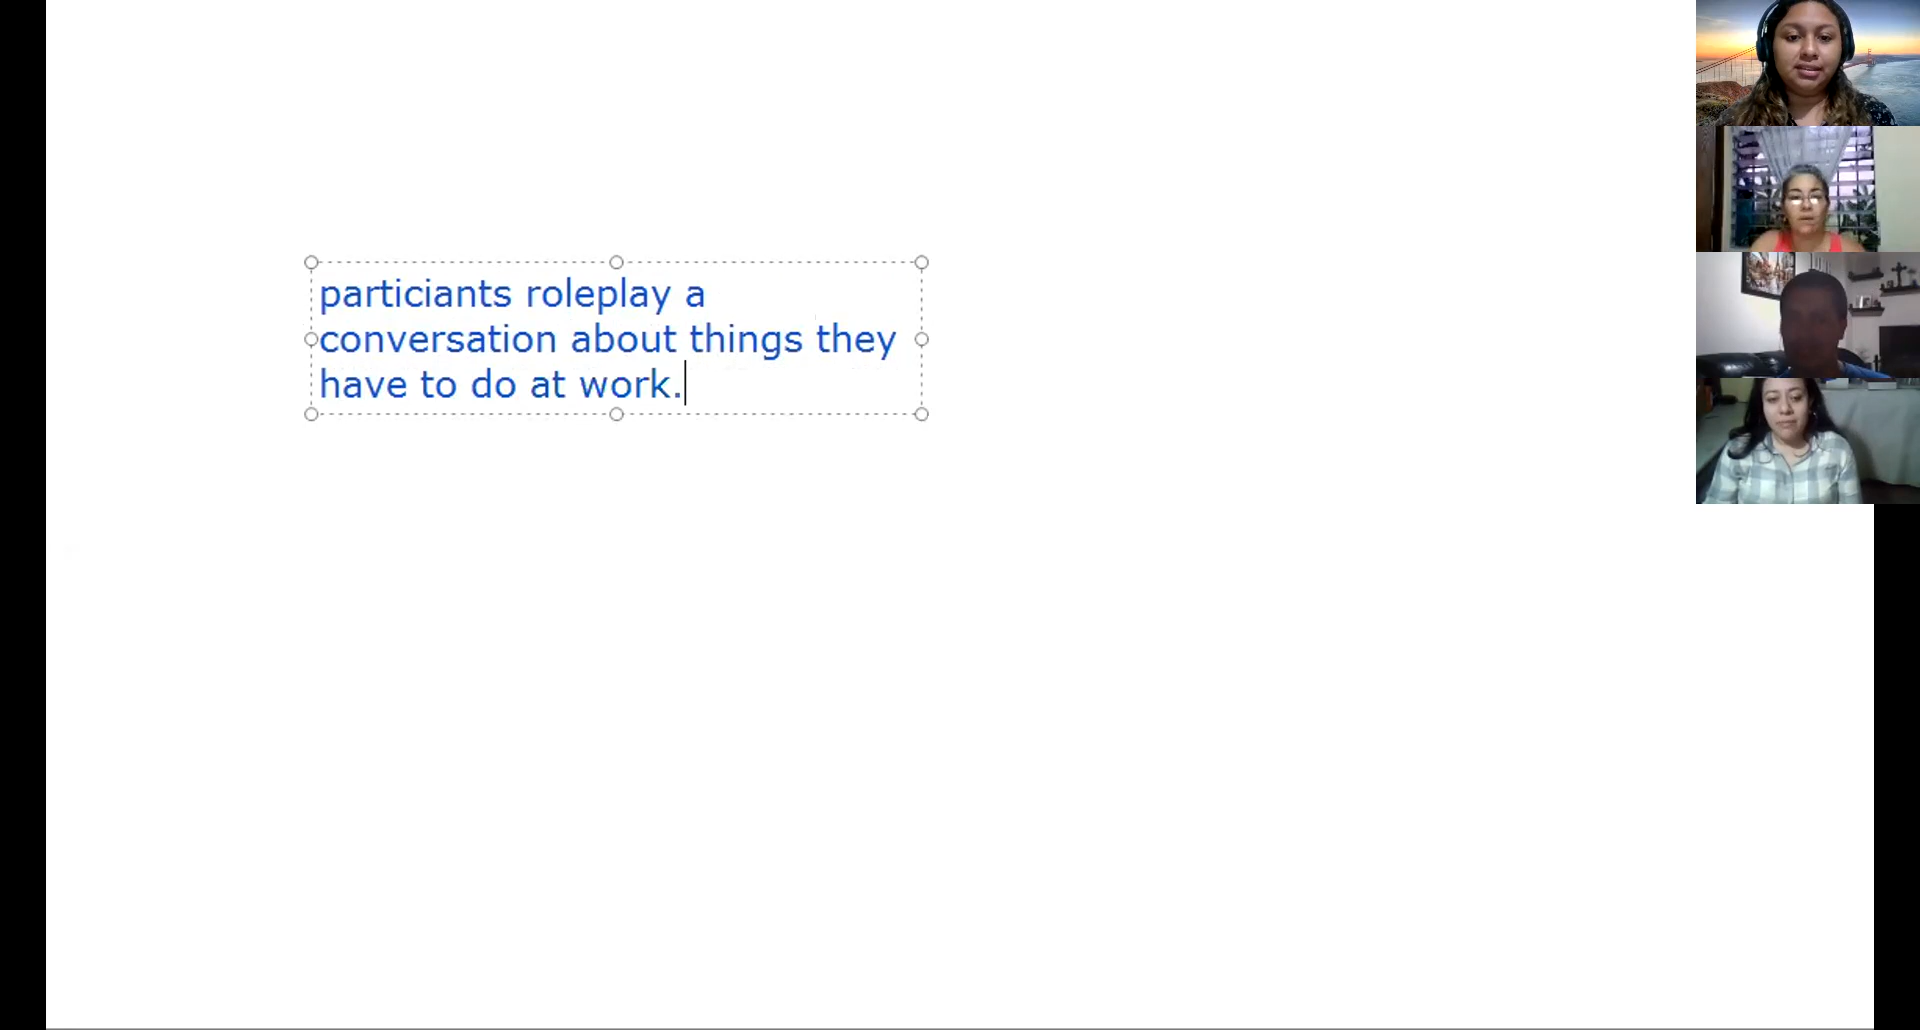 particiants roleplay a
conversation about things they
have to do at work.